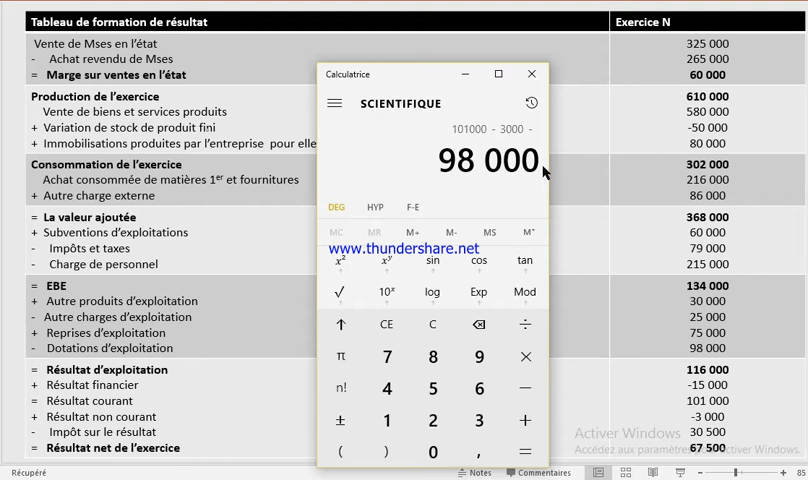 Tableau de formation de résultat Exercice N
Vente de Mses en l'état 325 000
- Achat revendu de Mses 265 000
= Marge sur ventes en l'état 60 000
Production de l'exercice 610 000
Vente de biens et services produits 580 000
+ Variation de stock de produit fini -50 000
+ Immobilisations produites par l'entreprise pour elle 80 000
Consommation de l'exercice 302 000
Achat consommée de matières 1er et fournitures 216 000
+ Autre charge externe 86 000
= La valeur ajoutée 368 000
+ Subventions d'exploitations 60 000
- Impôts et taxes 79 000
- Charge de personnel 215 000
= EBE 134 000
+ Autre produits d'exploitation 30 000
- Autre charges d'exploitation 25 000
+ Reprises d'exploitation 75 000
- Dotations d'exploitation 98 000
= Résultat d'exploitation 116 000
+ Résultat financier -15 000
= Résultat courant 101 000
+ Résultat non courant -3 000
- Impôt sur le résultat 30 500
= Résultat net de l'exercice 67 500
Calculatrice
SCIENTIFIQUE
101000 - 3000 -
98 000
DEG HYP F-E
MC MR M+ M- MS M˅
www.thundershare.net
x² xʸ sin cos tan
√ 10ˣ log Exp Mod
↑ CE C ⌫ ÷
π 7 8 9 ×
n! 4 5 6 −
± 1 2 3 +
( ) 0 , =
Activer Windows
Accédez aux paramètres pour activer Windows.
Récupéré Notes Commentaires 85